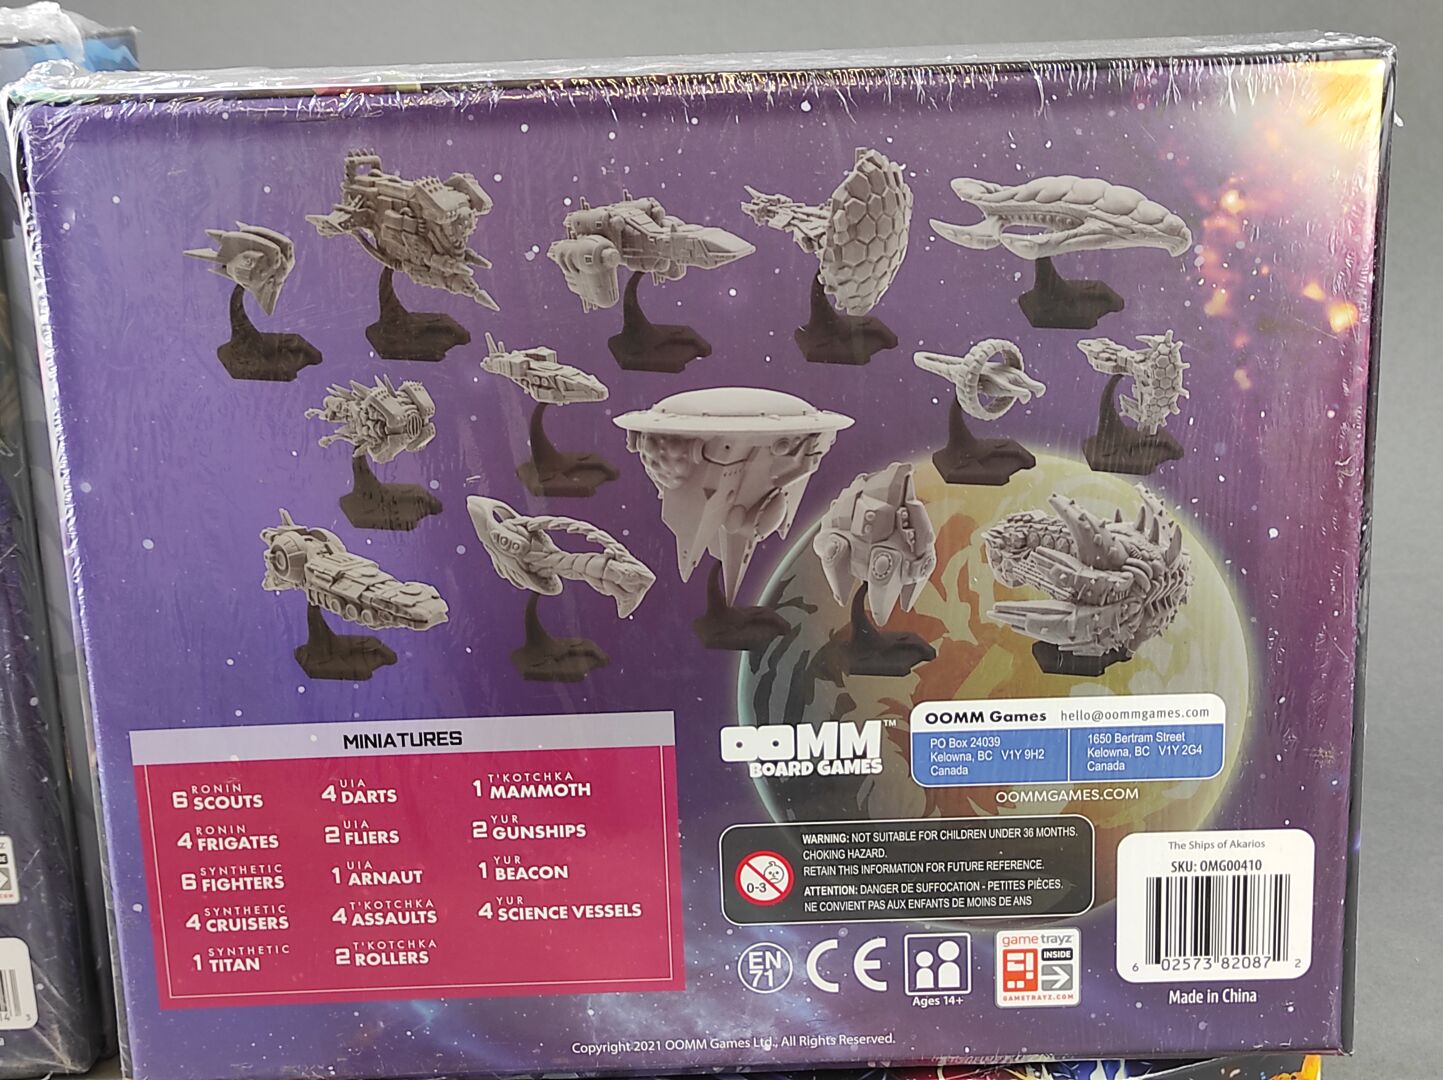 MINIATURES
6 RONIN SCOUTS
4 RONIN FRIGATES
6 SYNTHETIC FIGHTERS
4 SYNTHETIC CRUISERS
1 SYNTHETIC TITAN
4 UIA DARTS
2 UIA FLIERS
1 UIA ARNAUT
4 T'KOTCHKA ASSAULTS
2 T'KOTCHKA ROLLERS
1 T'KOTCHKA MAMMOTH
2 YUR GUNSHIPS
1 YUR BEACON
4 YUR SCIENCE VESSELS
OOMM™
BOARD GAMES
OOMM Games hello@oommgames.com
PO Box 24039
Kelowna, BC V1Y 9H2
Canada
1650 Bertram Street
Kelowna, BC V1Y 2G4
Canada
OOMMGAMES.COM
0-3
WARNING: NOT SUITABLE FOR CHILDREN UNDER 36 MONTHS.
CHOKING HAZARD.
RETAIN THIS INFORMATION FOR FUTURE REFERENCE.
ATTENTION: DANGER DE SUFFOCATION - PETITES PIÈCES.
NE CONVIENT PAS AUX ENFANTS DE MOINS DE ANS
EN
71
CE
Ages 14+
gametrayz
INSIDE
GAMETRAYZ.COM
The Ships of Akarios
SKU: OMG00410
6 02573 82087 2
Made in China
Copyright 2021 OOMM Games Ltd., All Rights Reserved.